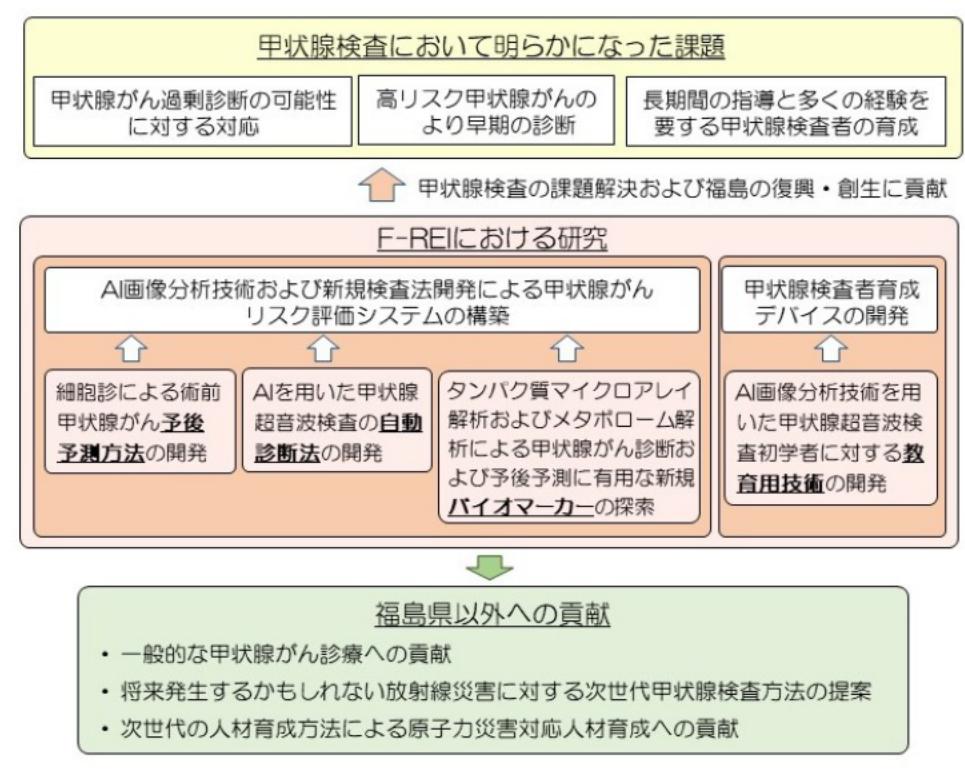 甲状腺検査において明らかになった課題
甲状腺がん過剰診断の可能性
に対する対応
高リスク甲状腺がんの
より早期の診断
長期間の指導と多くの経験を
要する甲状腺検査者の育成
甲状腺検査の課題解決および福島の復興・創生に貢献
F-REIにおける研究
AI画像分析技術および新規検査法開発による甲状腺がん
リスク評価システムの構築
甲状腺検査者育成
デバイスの開発
細胞診による術前
甲状腺がん予後
予測方法の開発
AIを用いた甲状腺
超音波検査の自動
診断法の開発
タンパク質マイクロアレイ
解析およびメタボローム解
析による甲状腺がん診断お
よび予後予測に有用な新規
バイオマーカーの探索
AI画像分析技術を用
いた甲状腺超音波検
査初学者に対する教
育用技術の開発
福島県以外への貢献
・一般的な甲状腺がん診療への貢献
・将来発生するかもしれない放射線災害に対する次世代甲状腺検査方法の提案
・次世代の人材育成方法による原子力災害対応人材育成への貢献